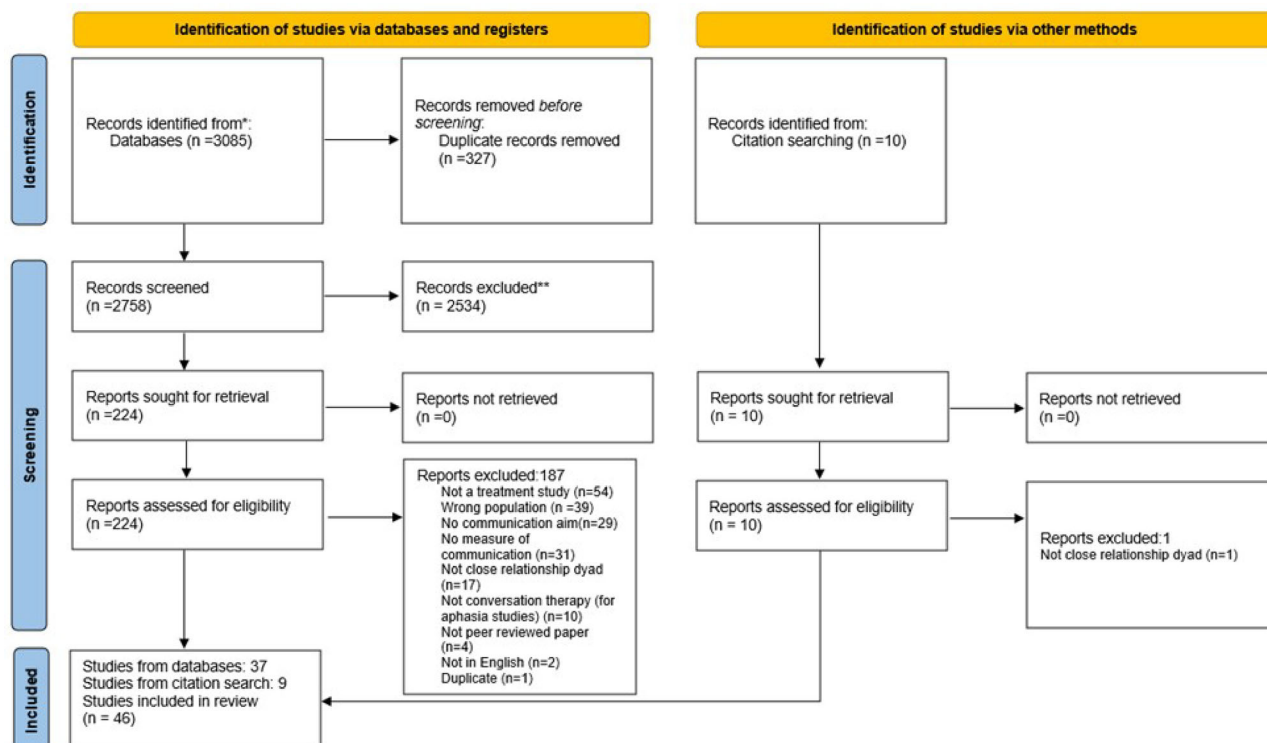 Identification of studies via databases and registers
Identification of studies via other methods
Identification
Records identified from*:
Databases (n =3085)
Records removed before
screening:
Duplicate records removed
(n =327)
Records identified from:
Citation searching (n =10)
Screening
Records screened
(n =2758)
Records excluded**
(n = 2534)
Reports sought for retrieval
(n =224)
Reports not retrieved
(n =0)
Reports sought for retrieval
(n = 10)
Reports not retrieved
(n =0)
Reports assessed for eligibility
(n =224)
Reports excluded:187
Not a treatment study (n=54)
Wrong population (n =39)
No communication aim(n=29)
No measure of
communication (n=31)
Not close relationship dyad
(n=17)
Not conversation therapy (for
aphasia studies) (n=10)
Not peer reviewed paper
(n=4)
Not in English (n=2)
Duplicate (n=1)
Reports assessed for eligibility
(n = 10)
Reports excluded:1
Not close relationship dyad (n=1)
Included
Studies from databases: 37
Studies from citation search: 9
Studies included in review
(n = 46)